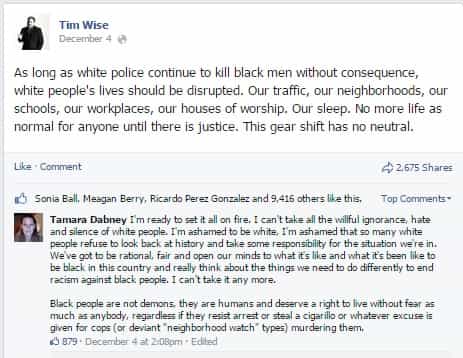 Tim Wise
December 4
As long as white police continue to kill black men without consequence,
white people's lives should be disrupted. Our traffic, our neighborhoods, our
schools, our workplaces, our houses of worship. Our sleep. No more life as
normal for anyone until there is justice. This gear shift has no neutral.
Like · Comment
2,675 Shares
Sonia Ball, Meagan Berry, Ricardo Perez Gonzalez and 9,416 others like this.
Top Comments
Tamara Dabney I'm ready to set it all on fire. I can't take all the willful ignorance, hate
and silence of white people. I'm ashamed to be white, I'm ashamed that so many white
people refuse to look back at history and take some responsibility for the situation we're in.
We've got to be rational, fair and open our minds to what it's like and what it's been like to
be black in this country and really think about the things we need to do differently to end
racism against black people. I can't take it any more.
Black people are not demons, they are humans and deserve a right to live without fear as
much as anybody, regardless if they resist arrest or steal a cigarillo or whatever excuse is
given for cops (or deviant "neighborhood watch" types) murdering them.
879 · December 4 at 2:08pm · Edited